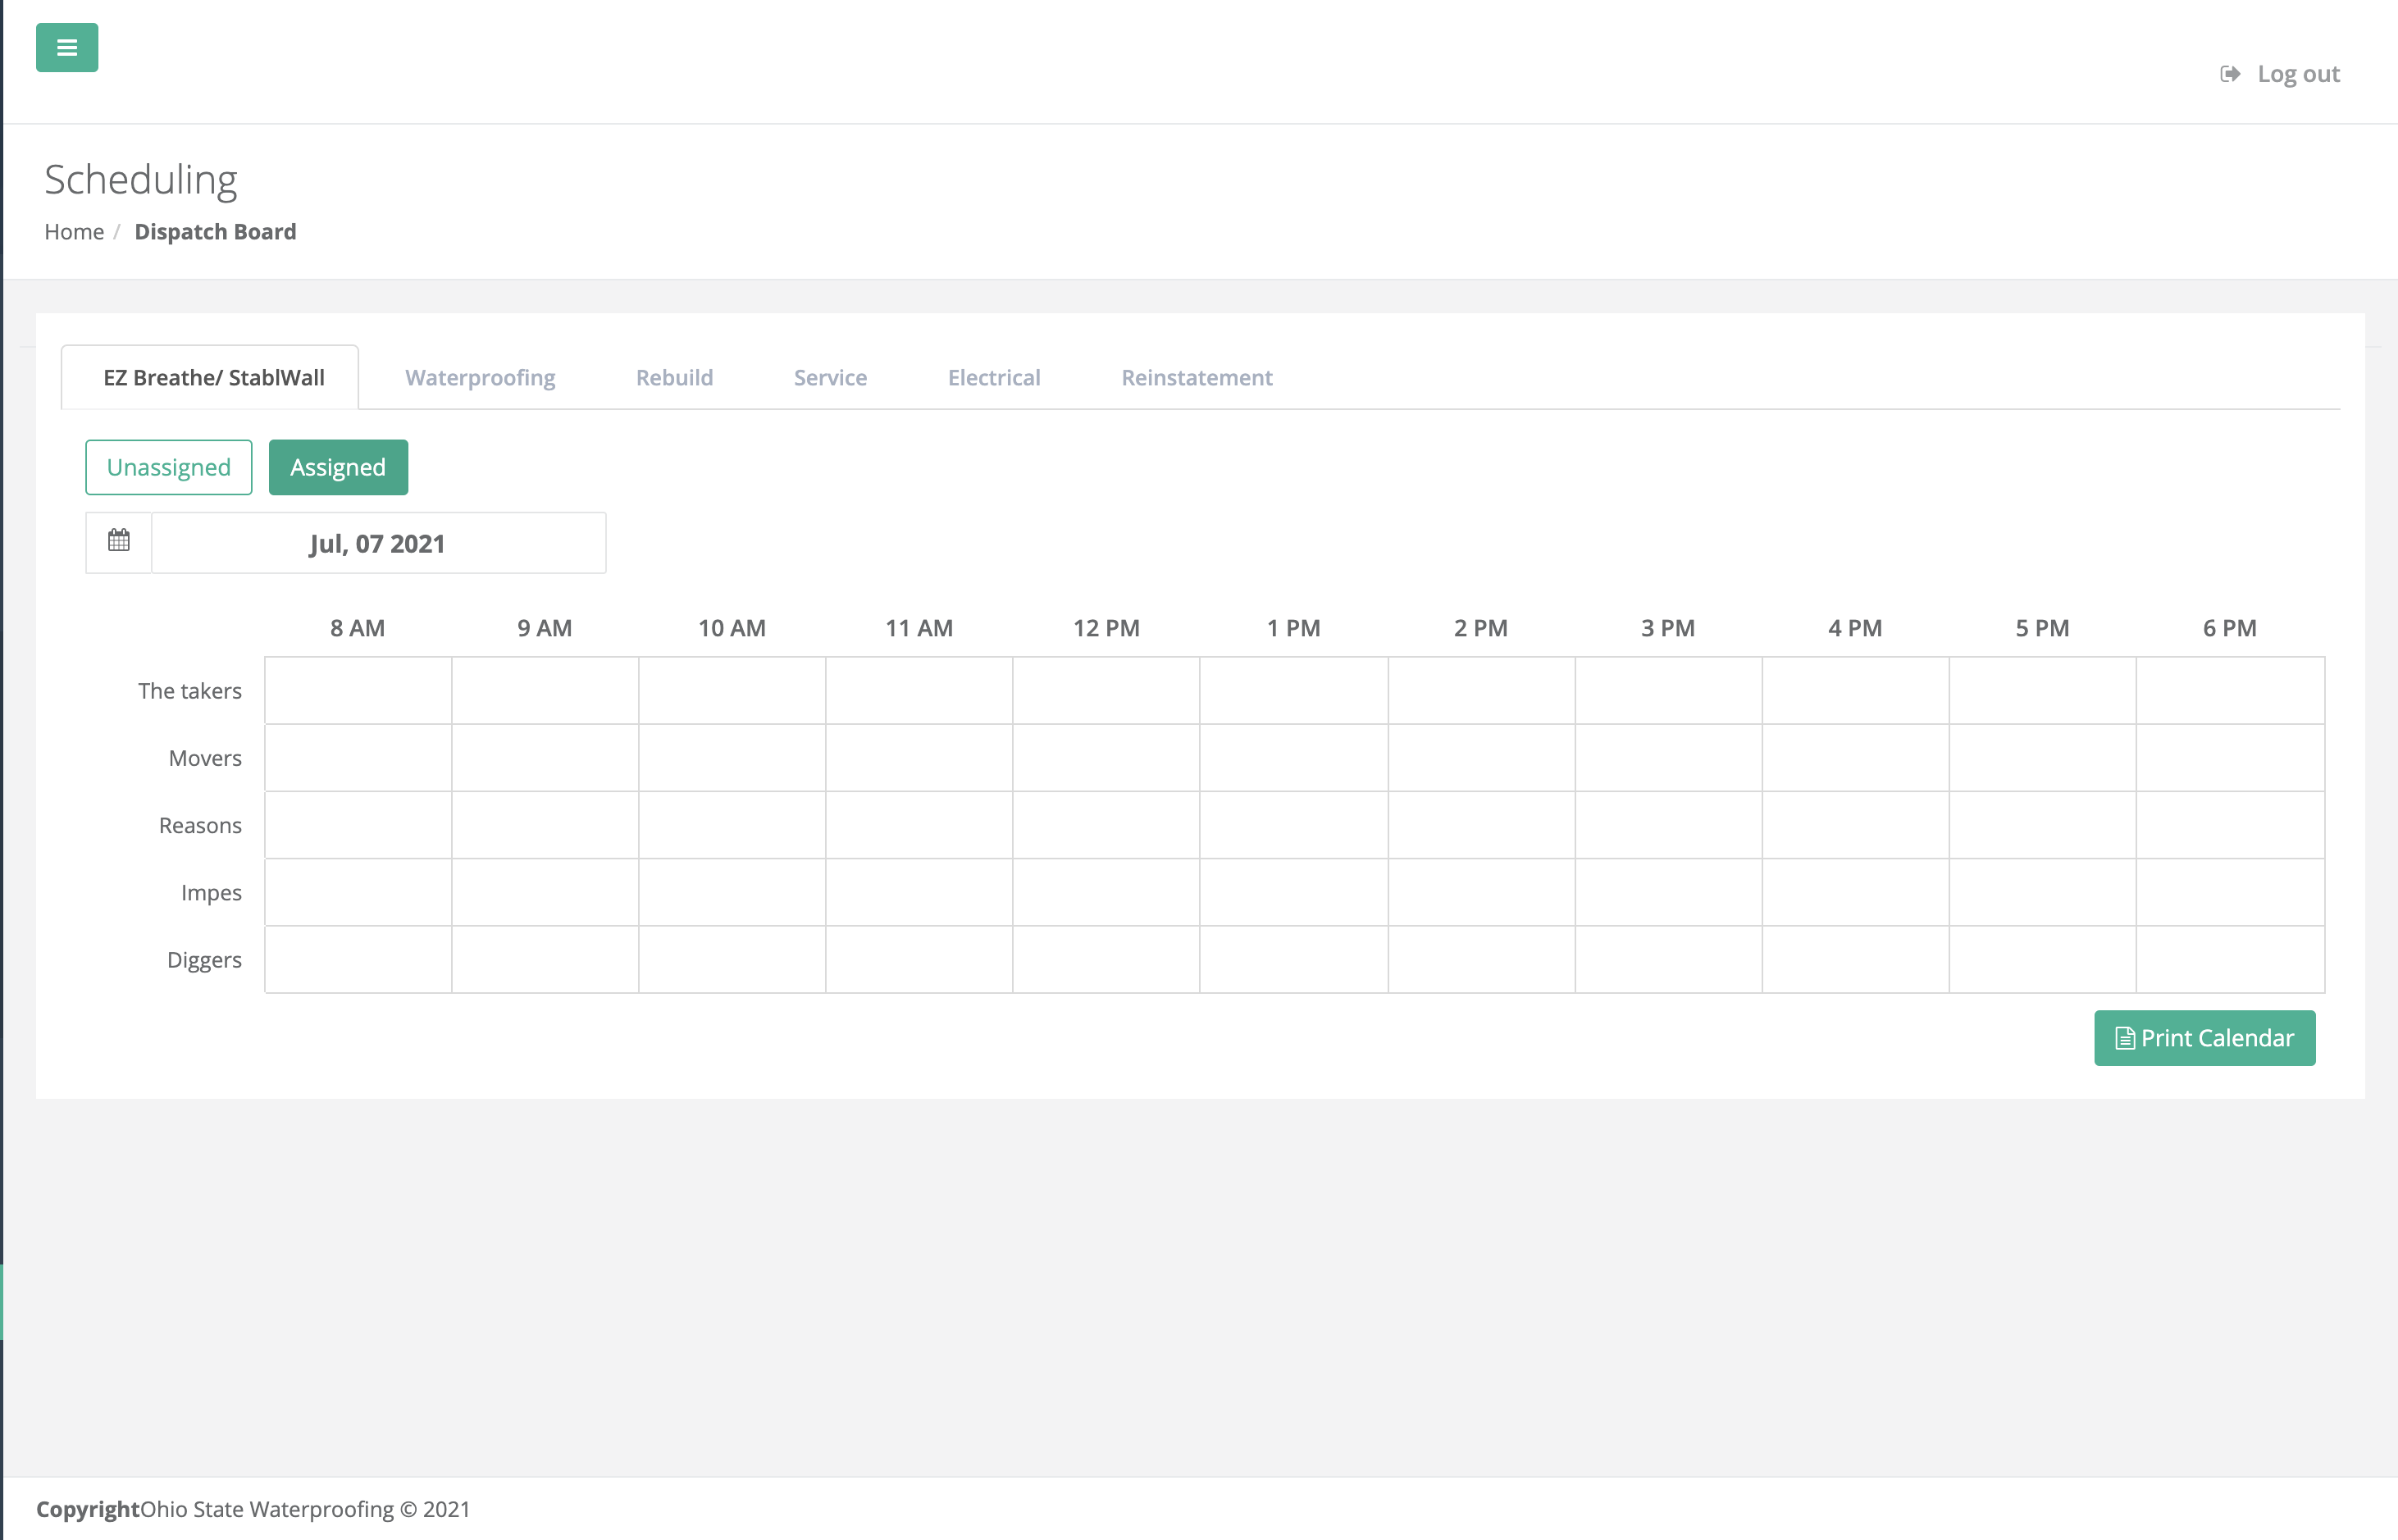 Log out
Scheduling
Home / Dispatch Board
EZ Breathe/ StablWall Waterproofing Rebuild Service Electrical Reinstatement
Unassigned Assigned
Jul, 07 2021
8 AM 9 AM 10 AM 11 AM 12 PM 1 PM 2 PM 3 PM 4 PM 5 PM 6 PM
The takers
Movers
Reasons
Impes
Diggers
Print Calendar
CopyrightOhio State Waterproofing © 2021